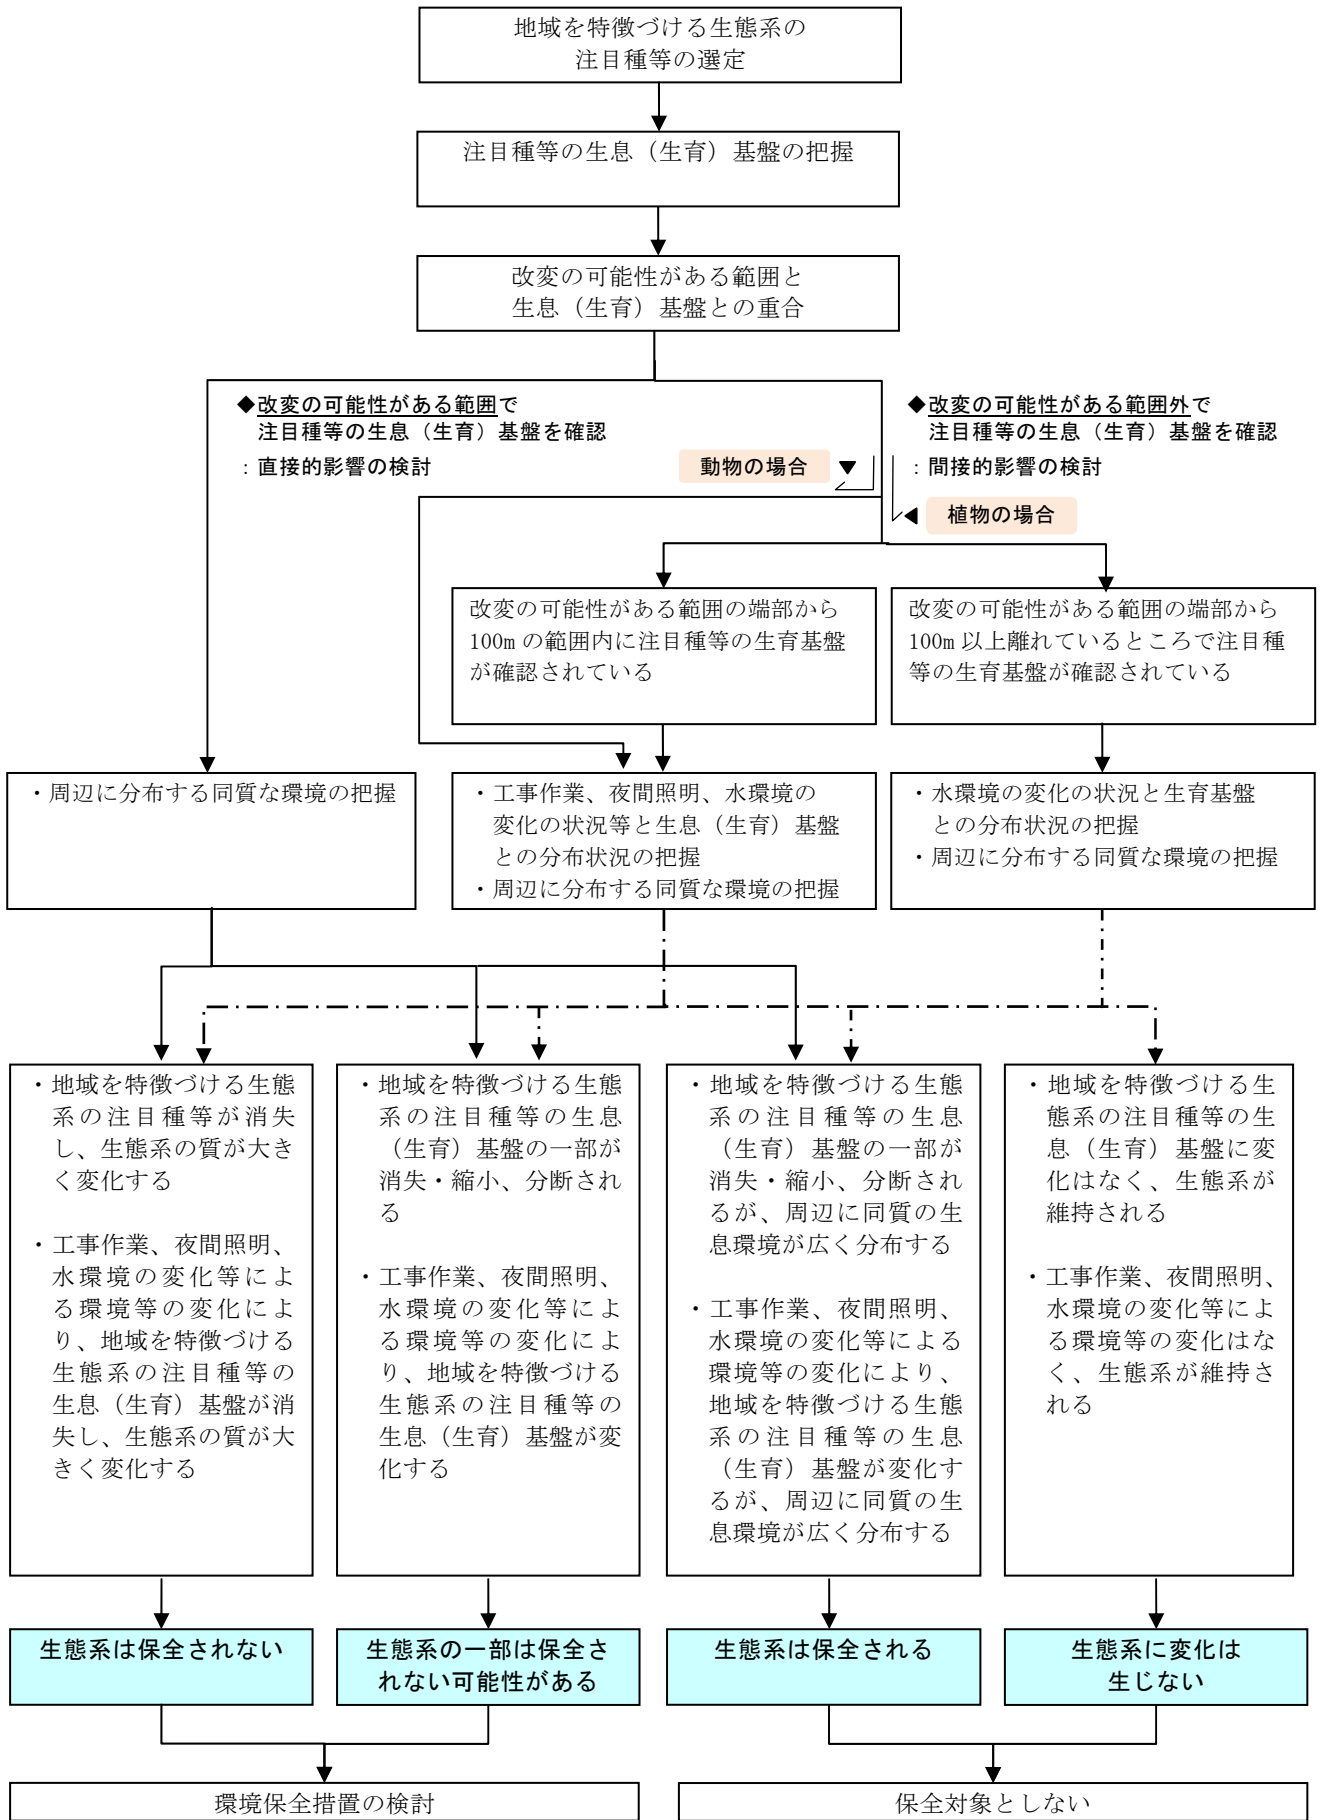 地域を特徴づける生態系の
注目種等の選定
注目種等の生息（生育）基盤の把握
改変の可能性がある範囲と
生息（生育）基盤との重合
◆改変の可能性がある範囲で
注目種等の生息（生育）基盤を確認
：直接的影響の検討
◆改変の可能性がある範囲外で
注目種等の生息（生育）基盤を確認
：間接的影響の検討
動物の場合
植物の場合
改変の可能性がある範囲の端部から
100m の範囲内に注目種等の生育基盤
が確認されている
改変の可能性がある範囲の端部から
100m 以上離れているところで注目種
等の生育基盤が確認されている
・周辺に分布する同質な環境の把握
・工事作業、夜間照明、水環境の
変化の状況等と生息（生育）基盤
との分布状況の把握
・周辺に分布する同質な環境の把握
・水環境の変化の状況と生育基盤
との分布状況の把握
・周辺に分布する同質な環境の把握
・地域を特徴づける生態
系の注目種等が消失
し、生態系の質が大き
く変化する
・工事作業、夜間照明、
水環境の変化等によ
る環境等の変化によ
り、地域を特徴づける
生態系の注目種等の
生息（生育）基盤が消
失し、生態系の質が大
きく変化する
・地域を特徴づける生態
系の注目種等の生息
（生育）基盤の一部が
消失・縮小、分断され
る
・工事作業、夜間照明、
水環境の変化等によ
る環境等の変化によ
り、地域を特徴づける
生態系の注目種等の
生息（生育）基盤が変
化する
・地域を特徴づける生態
系の注目種等の生息
（生育）基盤の一部が
消失・縮小、分断され
るが、周辺に同質の生
息環境が広く分布する
・工事作業、夜間照明、
水環境の変化等による
環境等の変化により、
地域を特徴づける生態
系の注目種等の生息
（生育）基盤が変化す
るが、周辺に同質の生
息環境が広く分布する
・地域を特徴づける生
態系の注目種等の生
息（生育）基盤に変
化はなく、生態系が
維持される
・工事作業、夜間照明、
水環境の変化等によ
る環境等の変化はな
く、生態系が維持さ
れる
生態系は保全されない
生態系の一部は保全さ
れない可能性がある
生態系は保全される
生態系に変化は
生じない
環境保全措置の検討
保全対象としない